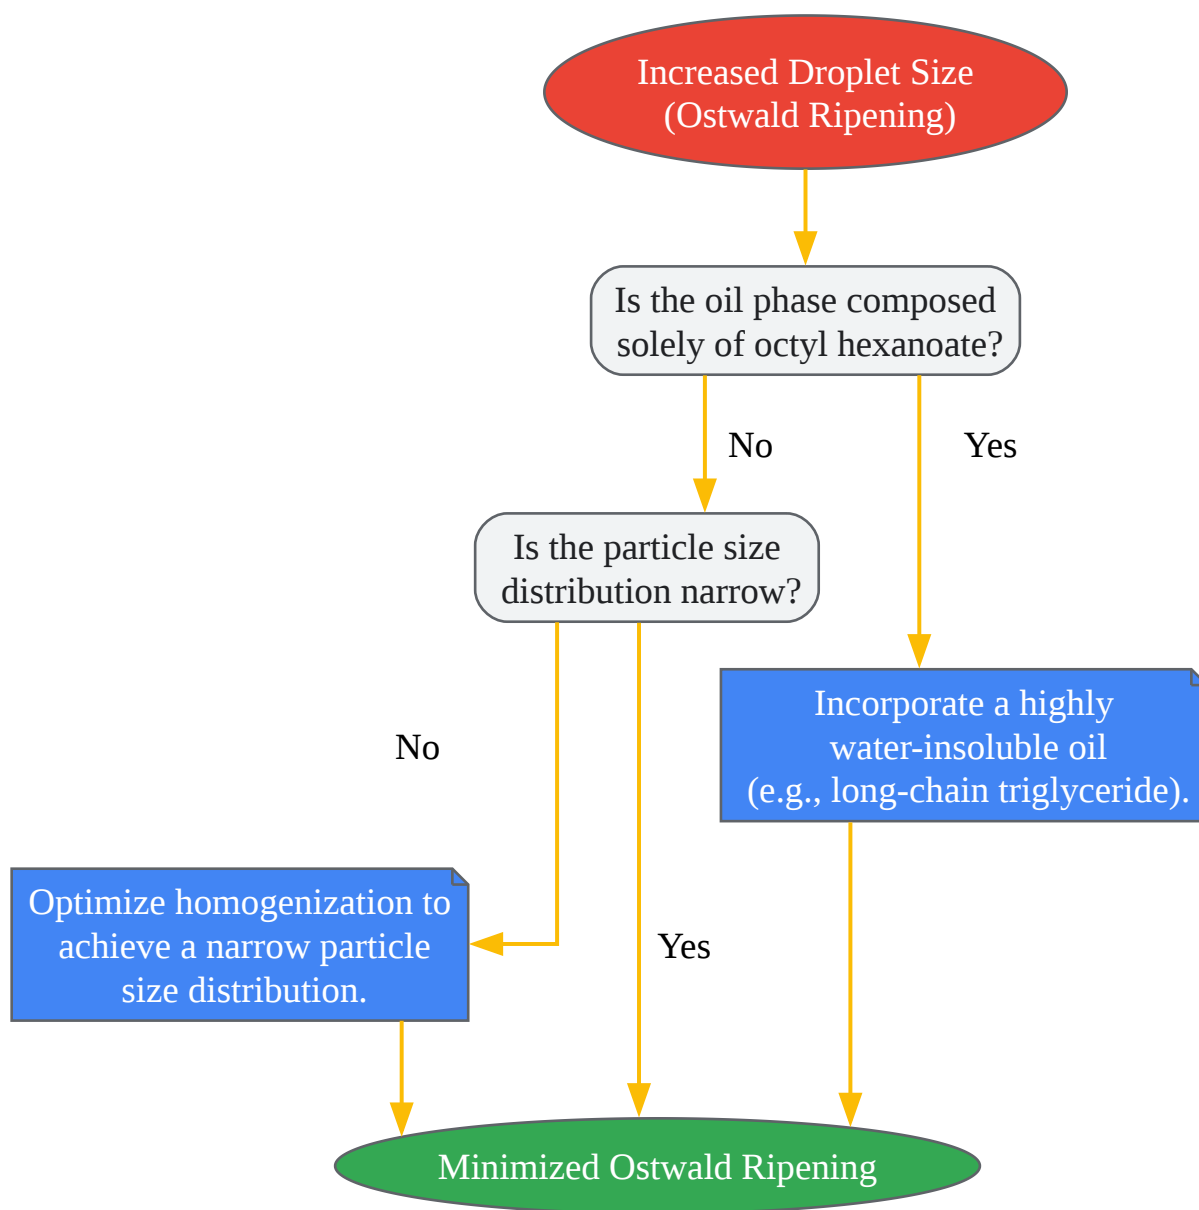 Increased Droplet Size
(Ostwald Ripening)
Is the oil phase composed
solely of octyl hexanoate?
No
Yes
Is the particle size
distribution narrow?
Incorporate a highly
water-insoluble oil
(e.g., long-chain triglyceride).
No
Optimize homogenization to
achieve a narrow particle
size distribution.
Yes
Minimized Ostwald Ripening